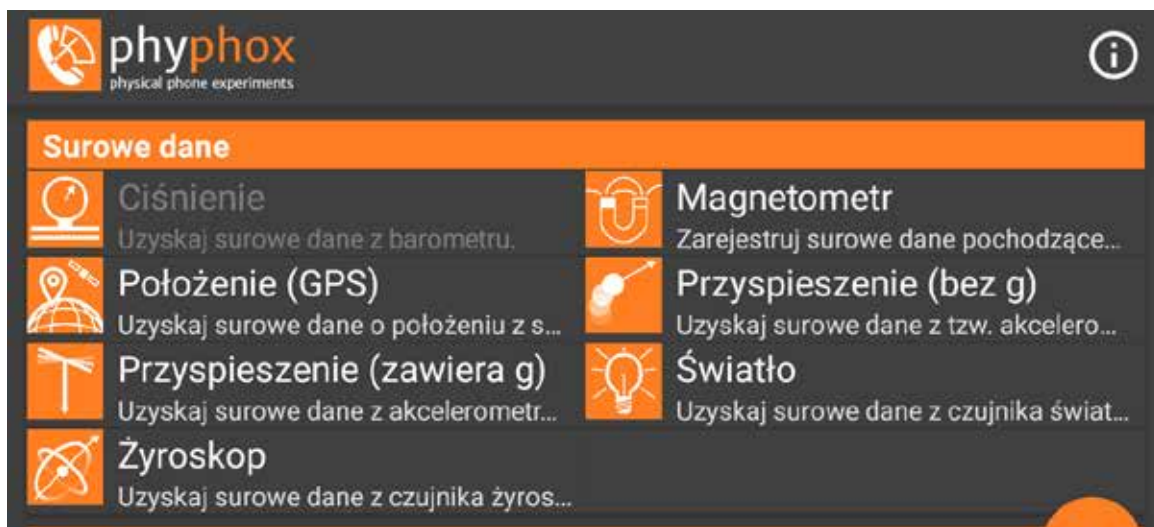 phyphox
physical phone experiments
Surowe dane
Ciśnienie
Uzyskaj surowe dane z barometru.
Magnetometr
Zarejestruj surowe dane pochodzące...
Położenie (GPS)
Uzyskaj surowe dane o położeniu z s...
Przyspieszenie (bez g)
Uzyskaj surowe dane z tzw. akcelero...
Przyspieszenie (zawiera g)
Uzyskaj surowe dane z akcelerometr...
Światło
Uzyskaj surowe dane z czujnika świat...
Żyroskop
Uzyskaj surowe dane z czujnika żyros...